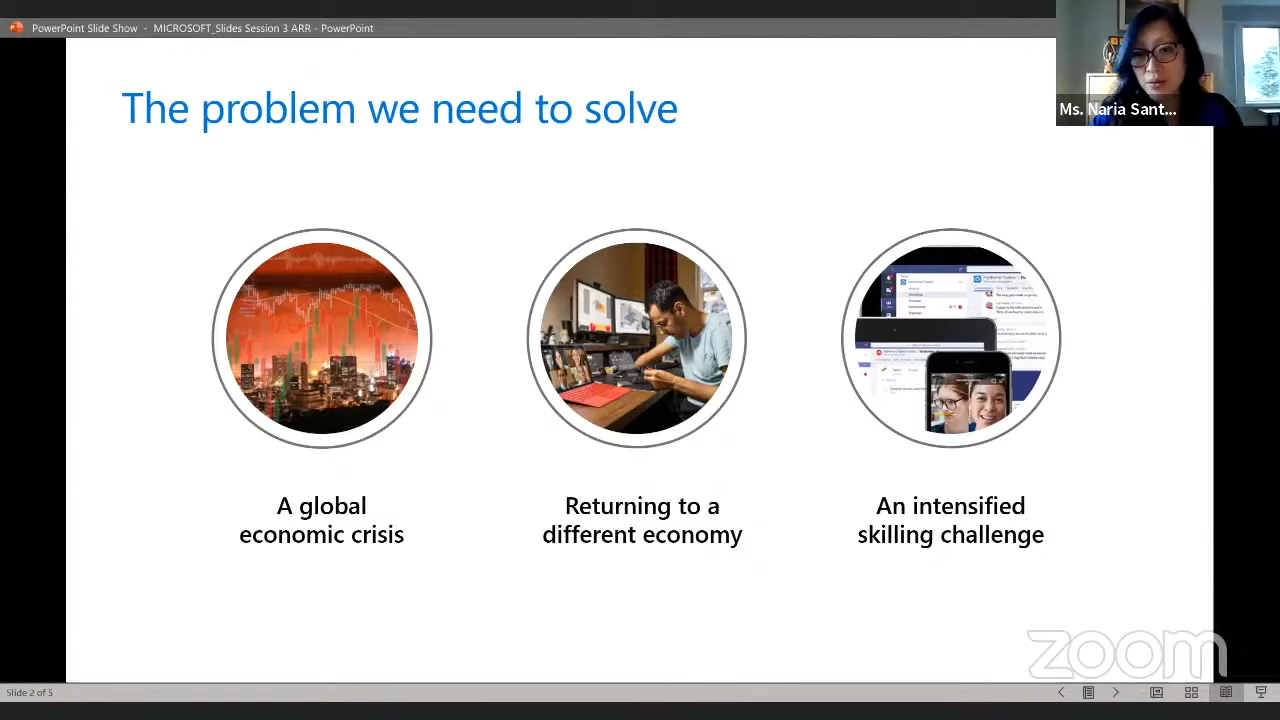 PowerPoint Slide Show - MICROSOFT_Slides Session 3 ARR - PowerPoint
Ms. Naria Sant...
The problem we need to solve
A global
economic crisis
Returning to a
different economy
An intensified
skilling challenge
zoom
Slide 2 of 5